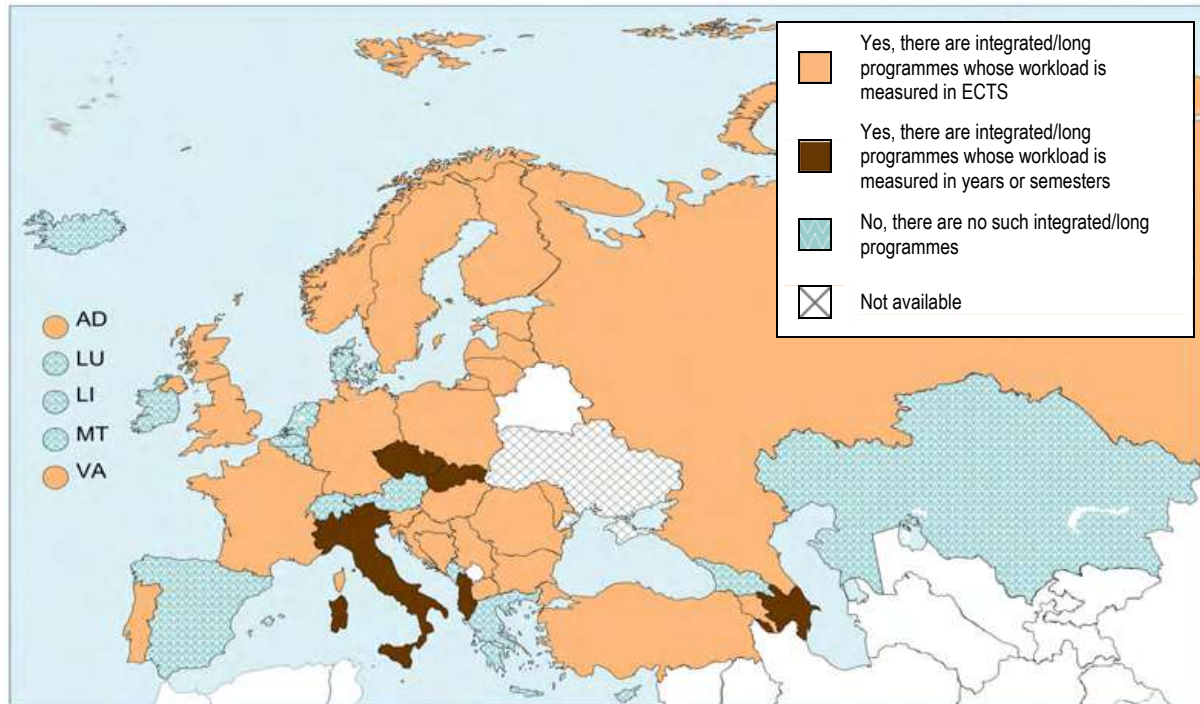 Yes, there are integrated/long
programmes whose workload is
measured in ECTS
Yes, there are integrated/long
programmes whose workload is
measured in years or semesters
No, there are no such integrated/long
programmes
Not available
AD
LU
LI
MT
VA